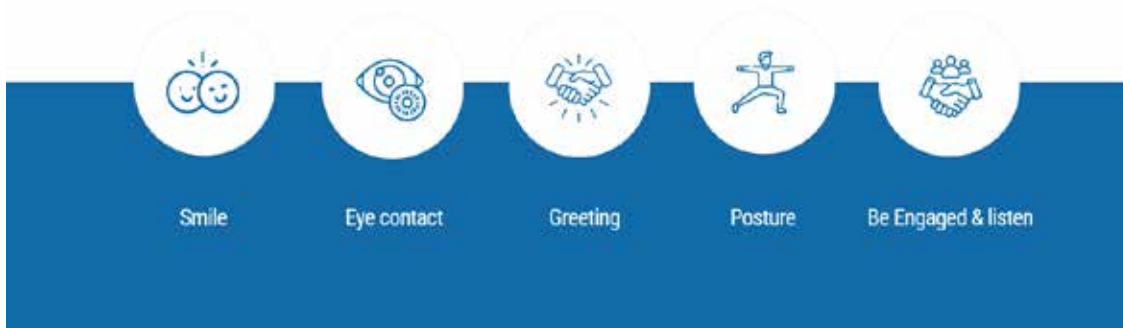 Smile
Eye contact
Greeting
Posture
Be Engaged & listen